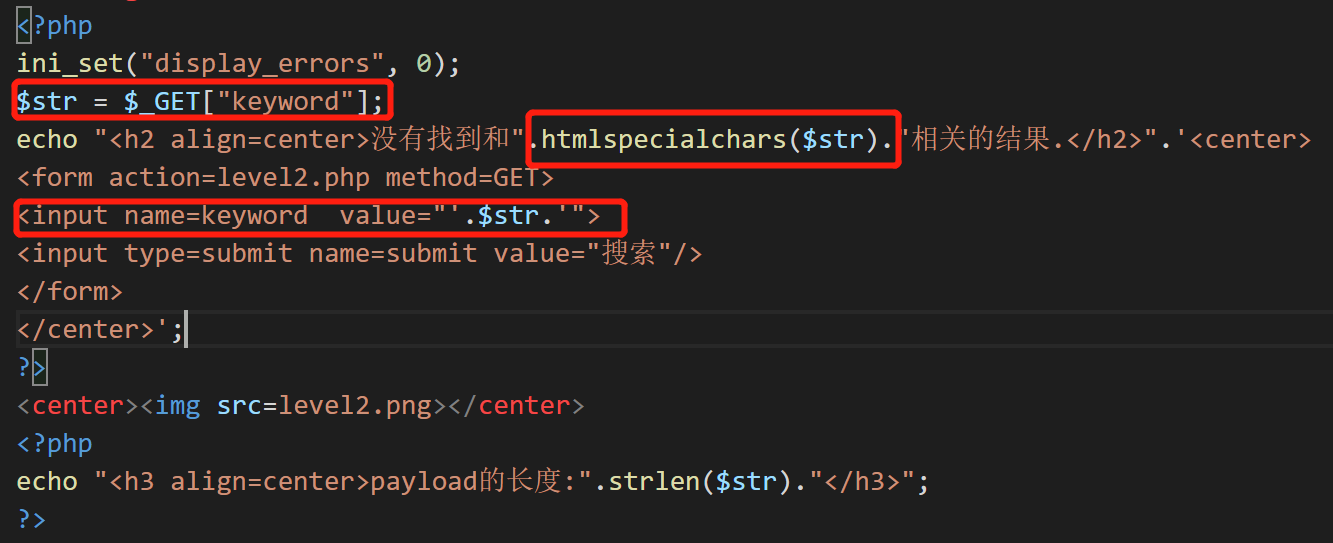 <?php
ini_set("display_errors", 0);
$str = $_GET["keyword"];
echo "<h2 align=center>没有找到和".htmlspecialchars($str)."相关的结果.</h2>".'<center>
<form action=level2.php method=GET>
<input name=keyword  value="'.$str.'">
<input type=submit name=submit value="搜索"/>
</form>
</center>';
?>
<center><img src=level2.png></center>
<?php
echo "<h3 align=center>payload的长度:".strlen($str)."</h3>";
?>